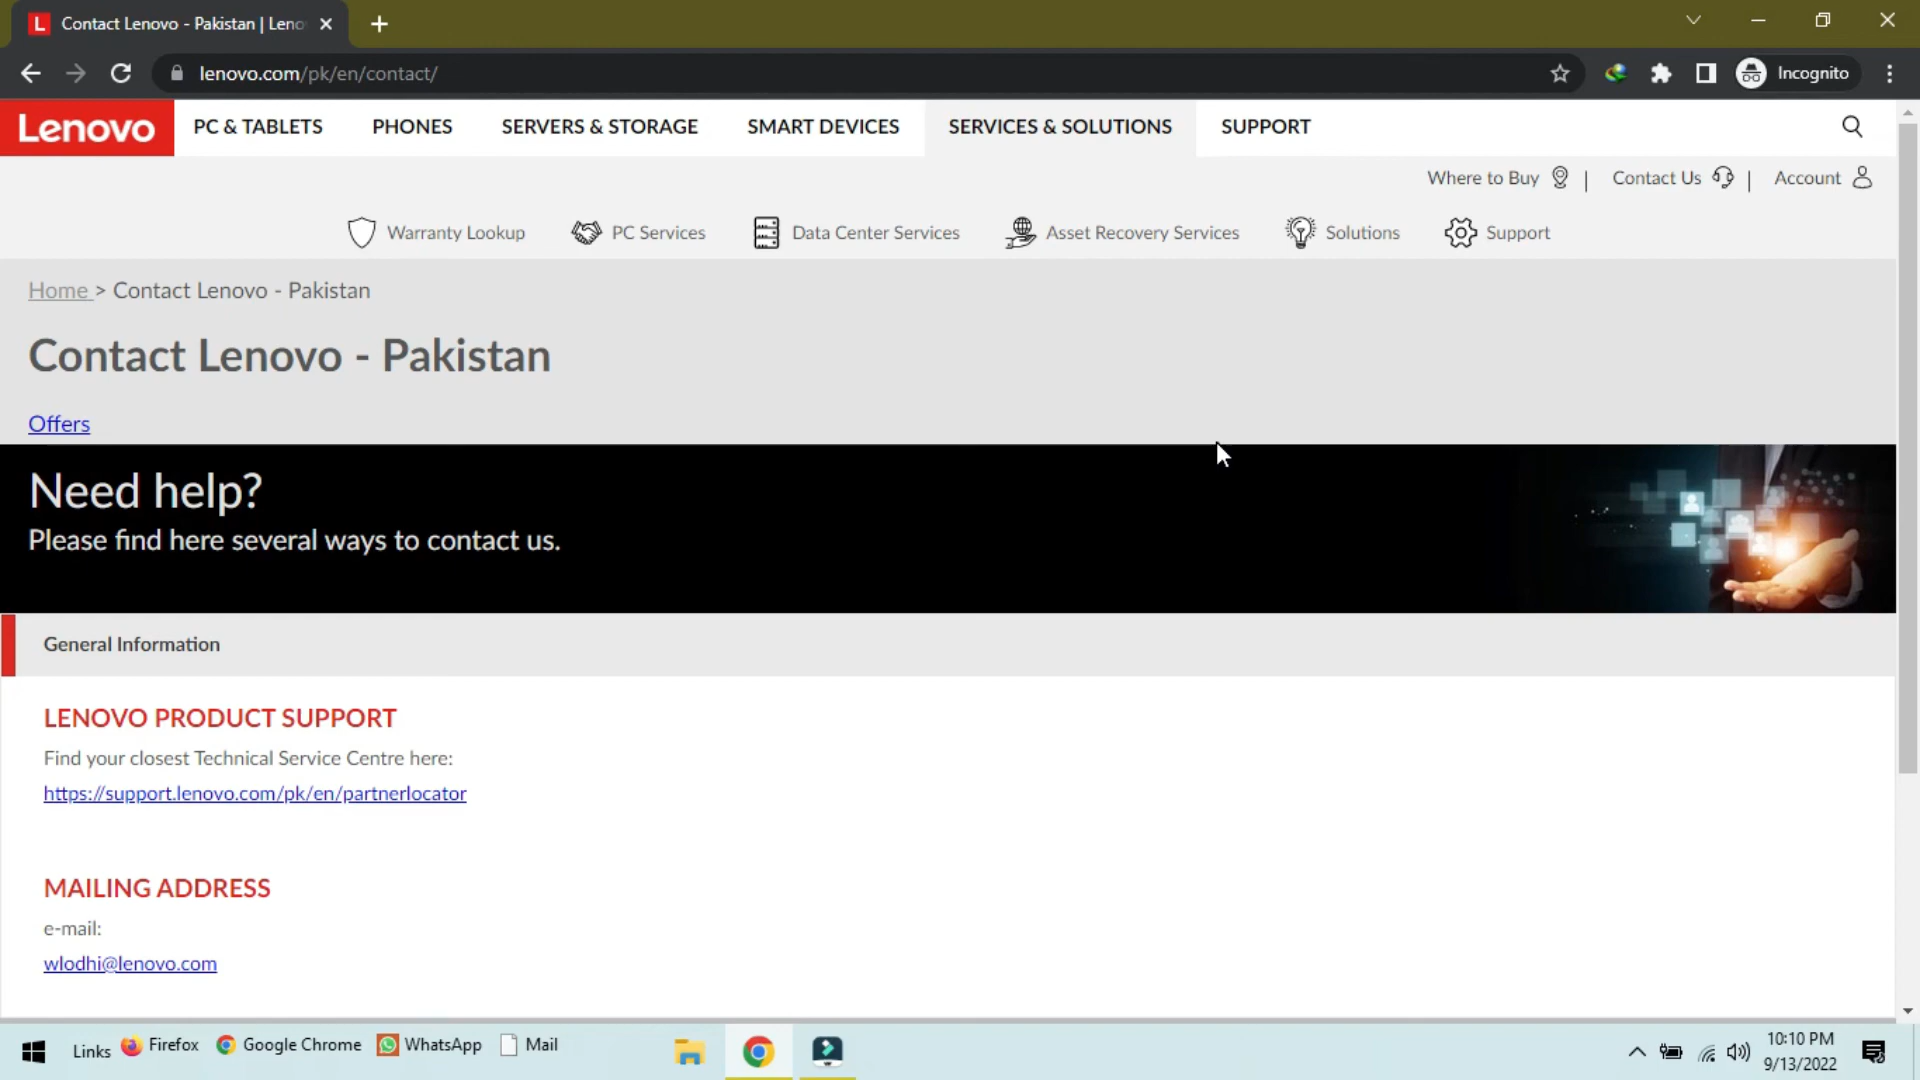 L Contact Lenovo - Pakistan | Leno
lenovo.com/pk/en/contact/
Incognito
Lenovo PC & TABLETS PHONES SERVERS & STORAGE SMART DEVICES SERVICES & SOLUTIONS SUPPORT
Where to Buy | Contact Us | Account
Warranty Lookup PC Services Data Center Services Asset Recovery Services Solutions Support
Home > Contact Lenovo - Pakistan
Contact Lenovo - Pakistan
Offers
Need help?
Please find here several ways to contact us.
General Information
LENOVO PRODUCT SUPPORT
Find your closest Technical Service Centre here:
https://support.lenovo.com/pk/en/partnerlocator
MAILING ADDRESS
e-mail:
wlodhi@lenovo.com
Links Firefox Google Chrome WhatsApp Mail
10:10 PM
9/13/2022